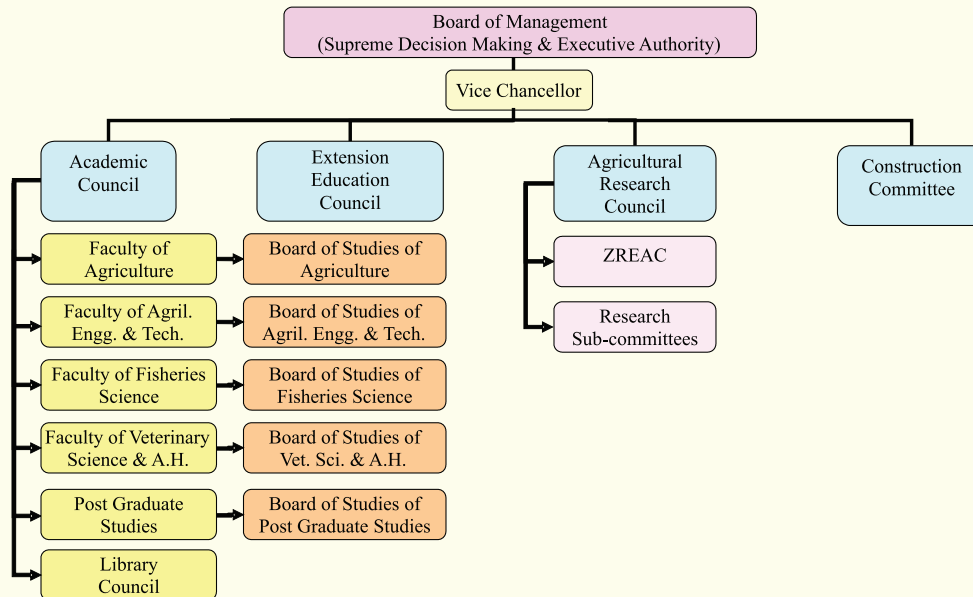 Board of Management
(Supreme Decision Making & Executive Authority)
Vice Chancellor
Academic
Council
Extension
Education
Council
Agricultural
Research
Council
Construction
Committee
Faculty of
Agriculture
Board of Studies of
Agriculture
ZREAC
Faculty of Agril.
Engg. & Tech.
Board of Studies of
Agril. Engg. & Tech.
Research
Sub-committees
Faculty of Fisheries
Science
Board of Studies of
Fisheries Science
Faculty of Veterinary
Science & A.H.
Board of Studies of
Vet. Sci. & A.H.
Post Graduate
Studies
Board of Studies of
Post Graduate Studies
Library
Council